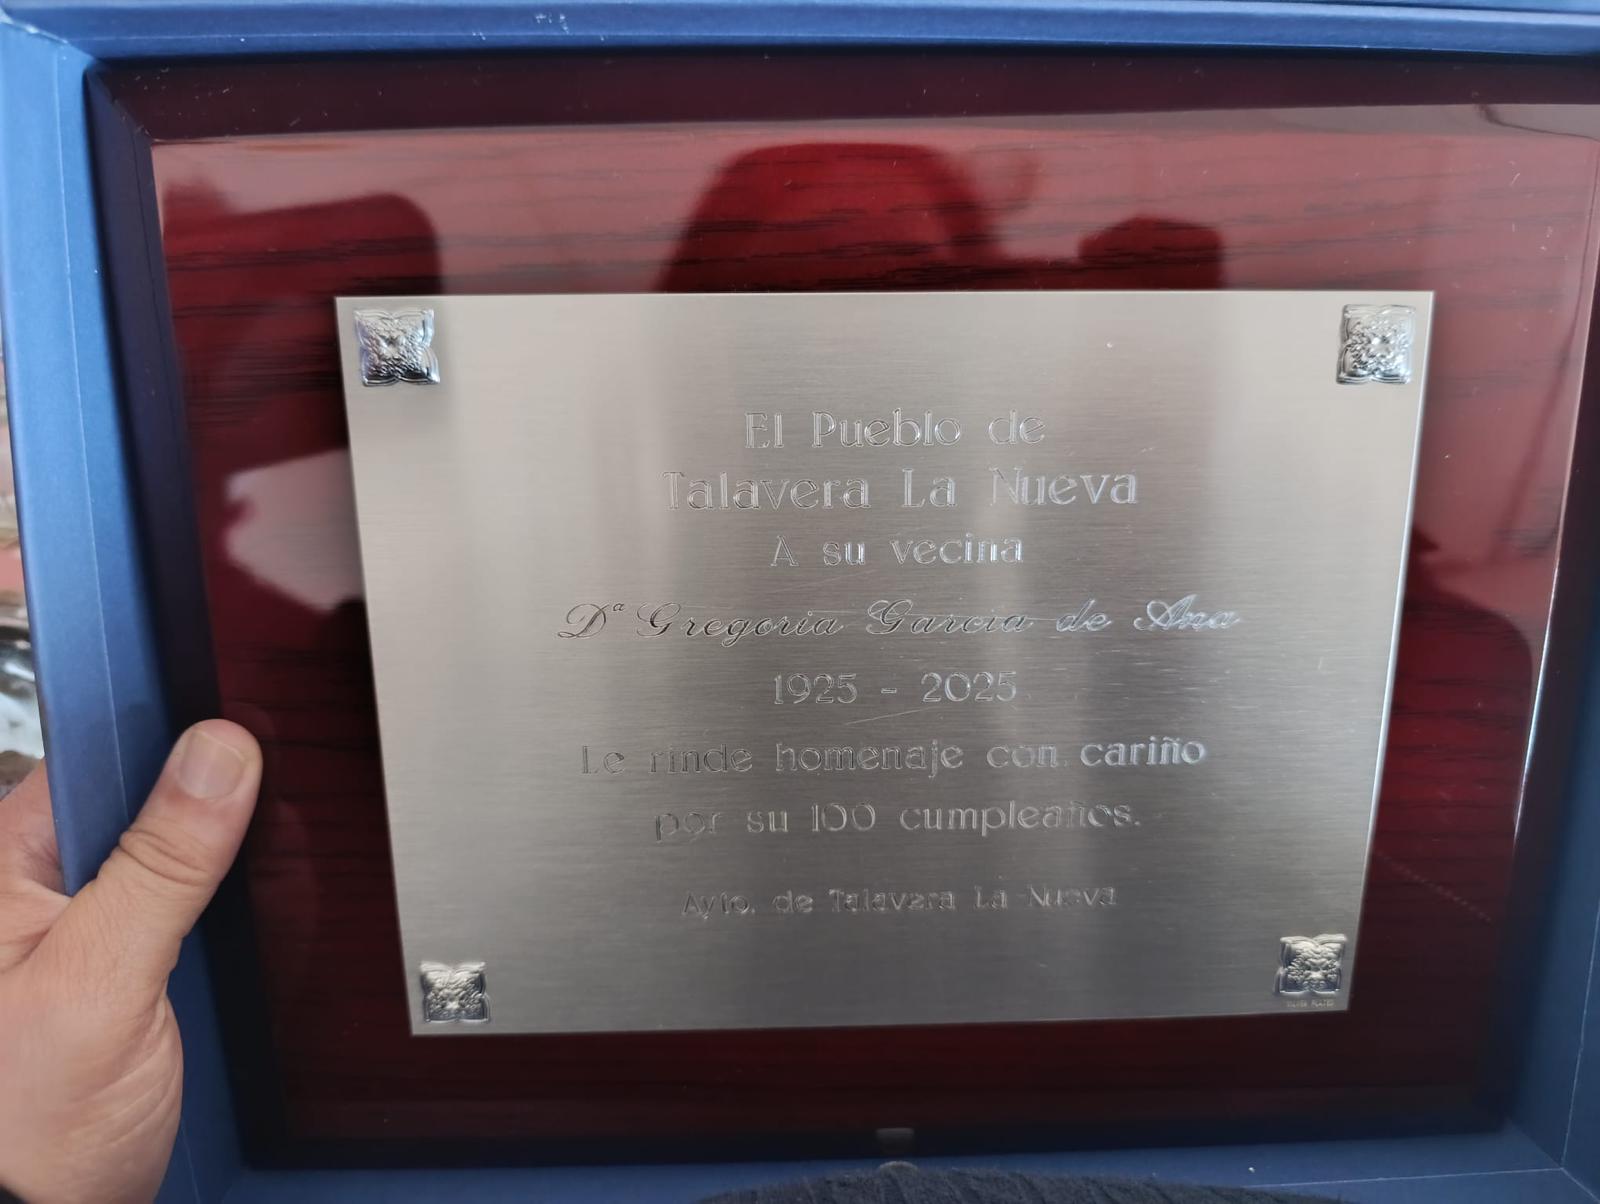 El Pueblo de
Talavera La Nueva
A su vecina
Dª Gregoria Garcia de Ana
1925 - 2025
Le rinde homenaje con cariño
por su 100 cumpleaños.
Ayto. de Talavera La Nueva